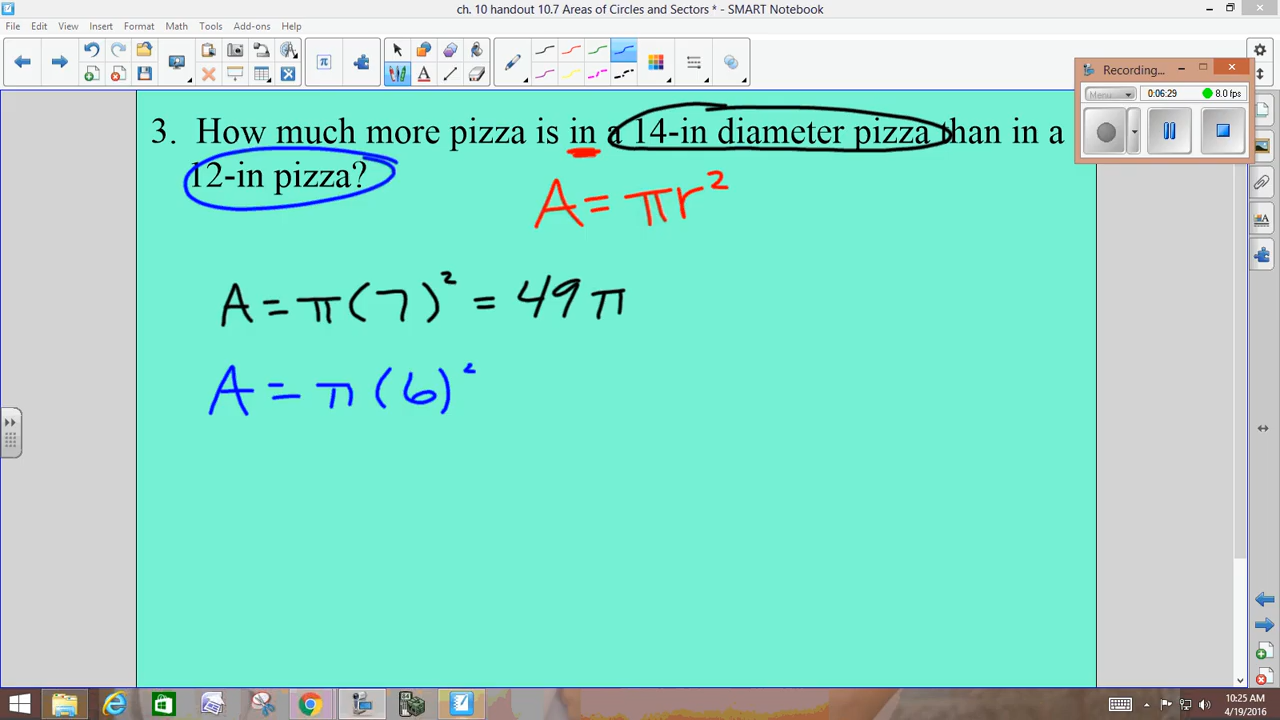 ch. 10 handout 10.7 Areas of Circles and Sectors * - SMART Notebook
File Edit View Insert Format Math Tools Add-ons Help
Recording...
Menu 00:06:29 8.0 fps
3. How much more pizza is in a 14-in diameter pizza than in a
12-in pizza?
A = πr²
A = π(7)² = 49π
A = π(6)²
10:25 AM
4/19/2016